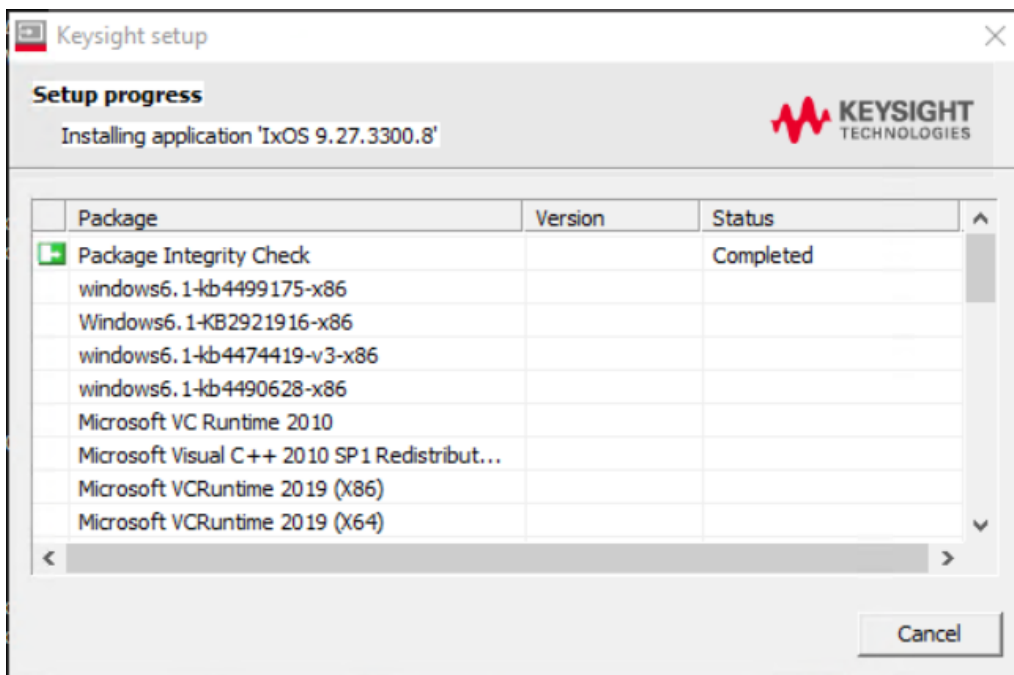 Keysight setup
Setup progress
Installing application 'IxOS 9.27.3300.8'
KEYSIGHT
TECHNOLOGIES
Package Version Status
Package Integrity Check Completed
windows6.1-kb4499175-x86
Windows6.1-KB2921916-x86
windows6.1-kb4474419-v3-x86
windows6.1-kb4490628-x86
Microsoft VC Runtime 2010
Microsoft Visual C++ 2010 SP1 Redistribut...
Microsoft VCRuntime 2019 (X86)
Microsoft VCRuntime 2019 (X64)
Cancel